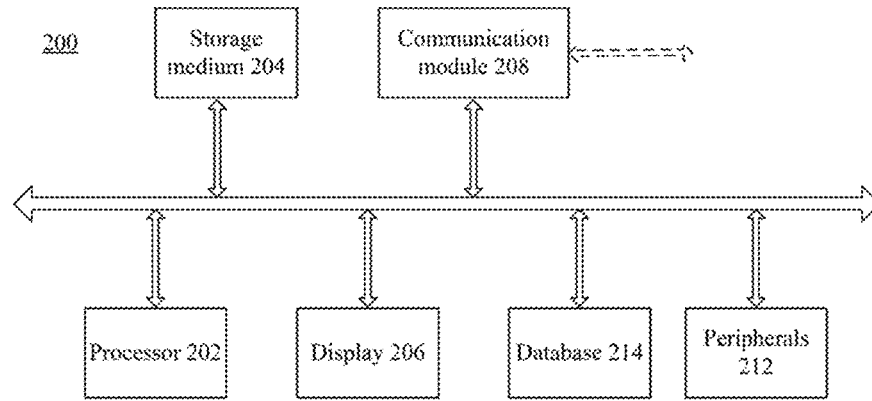 200
Storage
medium 204
Communication
module 208
Processor 202
Display 206
Database 214
Peripherals
212